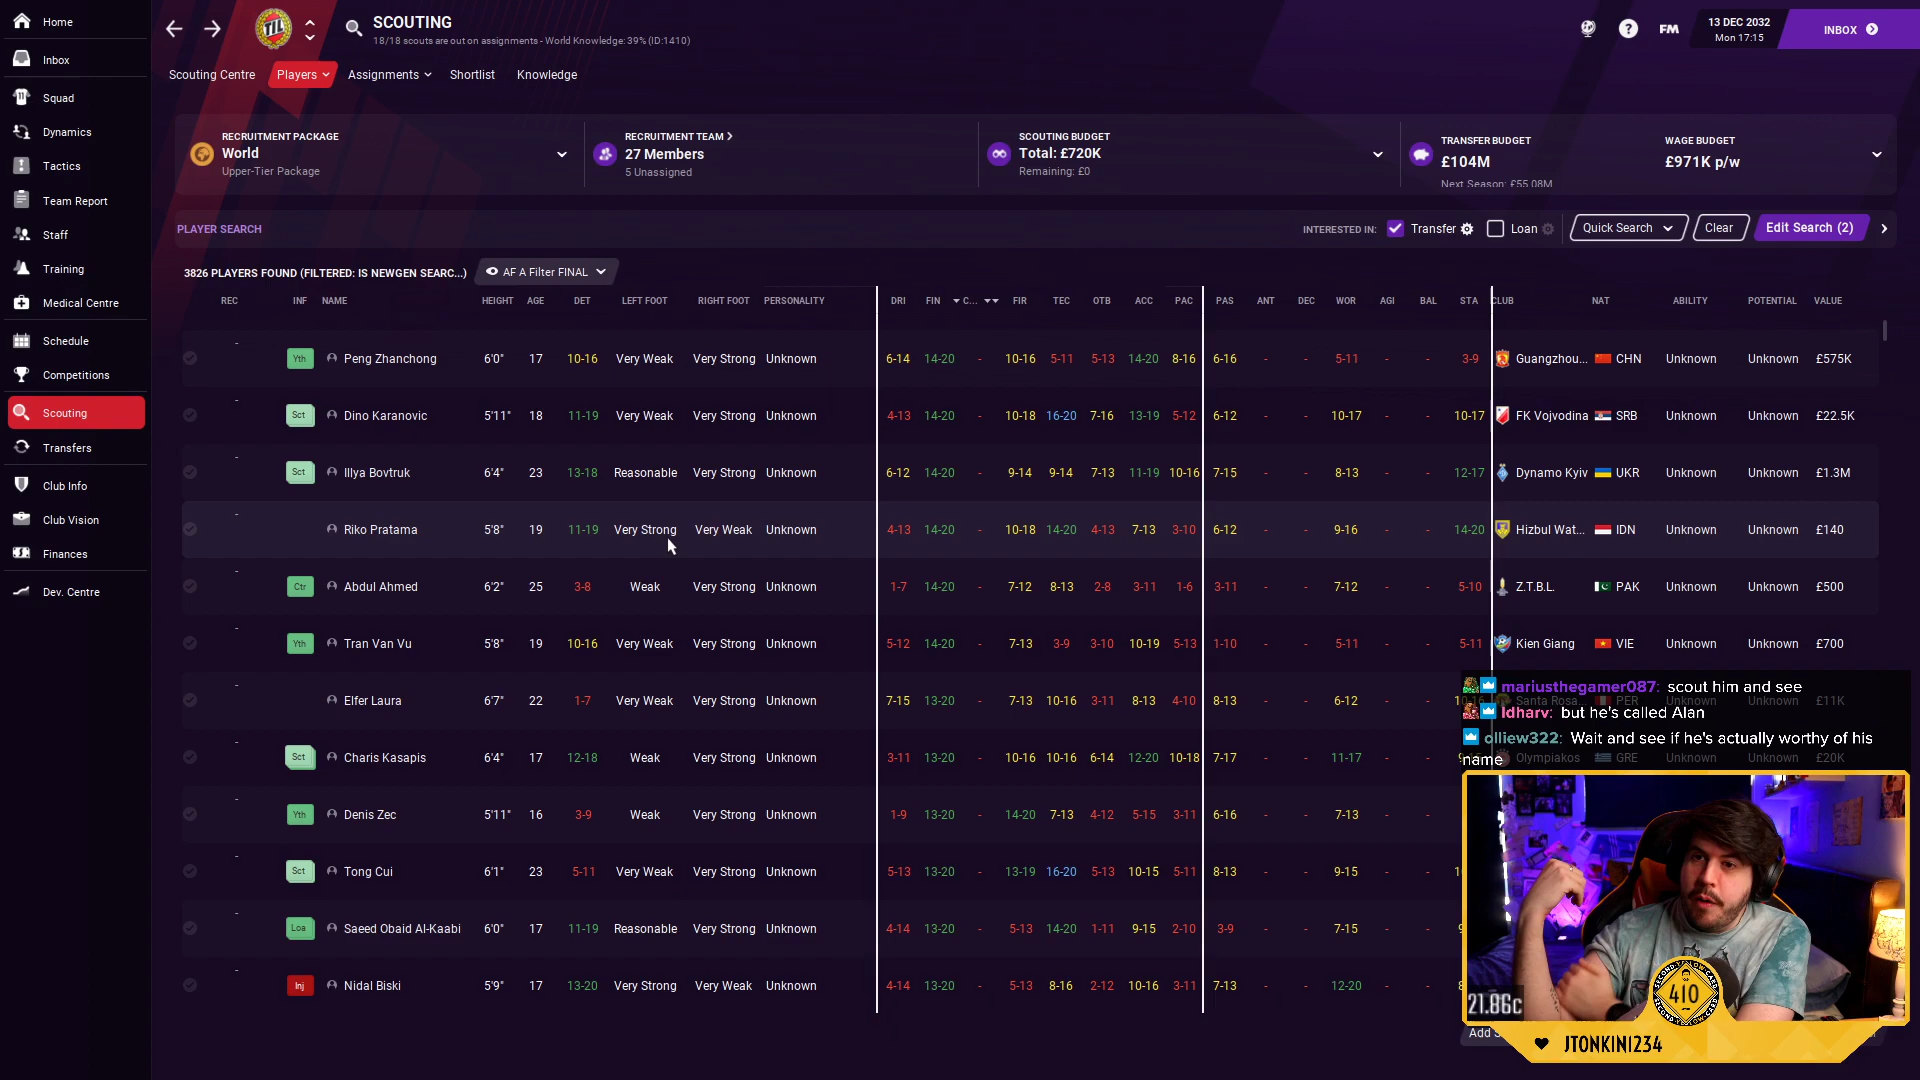 Home
Inbox
Squad
Dynamics
Tactics
Team Report
Staff
Training
Medical Centre
Schedule
Competitions
Scouting
Transfers
Club Info
Club Vision
Finances
Dev. Centre
TIL
SCOUTING
18/18 scouts are out on assignments - World Knowledge: 39% (ID:1410)
FM
13 DEC 2032
Mon 17:15
INBOX
Scouting Centre Players Assignments Shortlist Knowledge
RECRUITMENT PACKAGE
World
Upper-Tier Package
RECRUITMENT TEAM
27 Members
5 Unassigned
SCOUTING BUDGET
Total: £720K
Remaining: £0
TRANSFER BUDGET
£104M
Next Season: £55.08M
WAGE BUDGET
£971K p/w
PLAYER SEARCH
INTERESTED IN: Transfer Loan Quick Search Clear Edit Search (2)
3826 PLAYERS FOUND (FILTERED: IS NEWGEN SEARC...) AF A Filter FINAL
REC INF NAME HEIGHT AGE DET LEFT FOOT RIGHT FOOT PERSONALITY DRI FIN C... FIR TEC OTB ACC PAC PAS ANT DEC WOR AGI BAL STA CLUB NAT ABILITY POTENTIAL VALUE
- Yth Peng Zhanchong 6'0" 17 10-16 Very Weak Very Strong Unknown 6-14 14-20 - 10-16 5-11 5-13 14-20 8-16 6-16 - - 5-11 - - 3-9 Guangzhou... CHN Unknown Unknown £575K
- Sct Dino Karanovic 5'11" 18 11-19 Very Weak Very Strong Unknown 4-13 14-20 - 10-18 16-20 7-16 13-19 5-12 6-12 - - 10-17 - - 10-17 FK Vojvodina SRB Unknown Unknown £22.5K
- Sct Illya Bovtruk 6'4" 23 13-18 Reasonable Very Strong Unknown 6-12 14-20 - 9-14 9-14 7-13 11-19 10-16 7-15 - - 8-13 - - 12-17 Dynamo Kyiv UKR Unknown Unknown £1.3M
- Riko Pratama 5'8" 19 11-19 Very Strong Very Weak Unknown 4-13 14-20 - 10-18 14-20 4-13 7-13 3-10 6-12 - - 9-16 - - 14-20 Hizbul Wat... IDN Unknown Unknown £140
- Ctr Abdul Ahmed 6'2" 25 3-8 Weak Very Strong Unknown 1-7 14-20 - 7-12 8-13 2-8 3-11 1-6 3-11 - - 7-12 - - 5-10 Z.T.B.L. PAK Unknown Unknown £500
- Yth Tran Van Vu 5'8" 19 10-16 Very Weak Very Strong Unknown 5-12 14-20 - 7-13 3-9 3-10 10-19 5-13 1-10 - - 5-11 - - 5-11 Kien Giang VIE Unknown Unknown £700
- Elfer Laura 6'7" 22 1-7 Very Weak Very Strong Unknown 7-15 13-20 - 7-13 10-16 3-11 8-13 4-10 8-13 - - 6-12 - - Santa Rosa... PER Unknown Unknown £11K
- Sct Charis Kasapis 6'4" 17 12-18 Weak Very Strong Unknown 3-11 13-20 - 10-16 10-16 6-14 12-20 10-18 7-17 - - 11-17 - - Olympiakos GRE Unknown Unknown £20K
- Yth Denis Zec 5'11" 16 3-9 Weak Very Strong Unknown 1-9 13-20 - 14-20 7-13 4-12 5-15 3-11 6-16 - - 7-13 - -
- Sct Tong Cui 6'1" 23 5-11 Very Weak Very Strong Unknown 5-13 13-20 - 13-19 16-20 5-13 10-15 5-11 8-13 - - 9-15 - -
- Loa Saeed Obaid Al-Kaabi 6'0" 17 11-19 Reasonable Very Strong Unknown 4-14 13-20 - 5-13 14-20 1-11 9-15 2-10 3-9 - - 7-15 - -
- Inj Nidal Biski 5'9" 17 13-20 Very Strong Very Weak Unknown 4-14 13-20 - 5-13 8-16 2-12 10-16 3-11 7-13 - - 12-20 - -
mariusthegamer087: scout him and see
ldharv: but he's called Alan
olliew322: Wait and see if he's actually worthy of his
name
21.86c
SECOND YELLOW CARD
410
Add
JTONKINI234